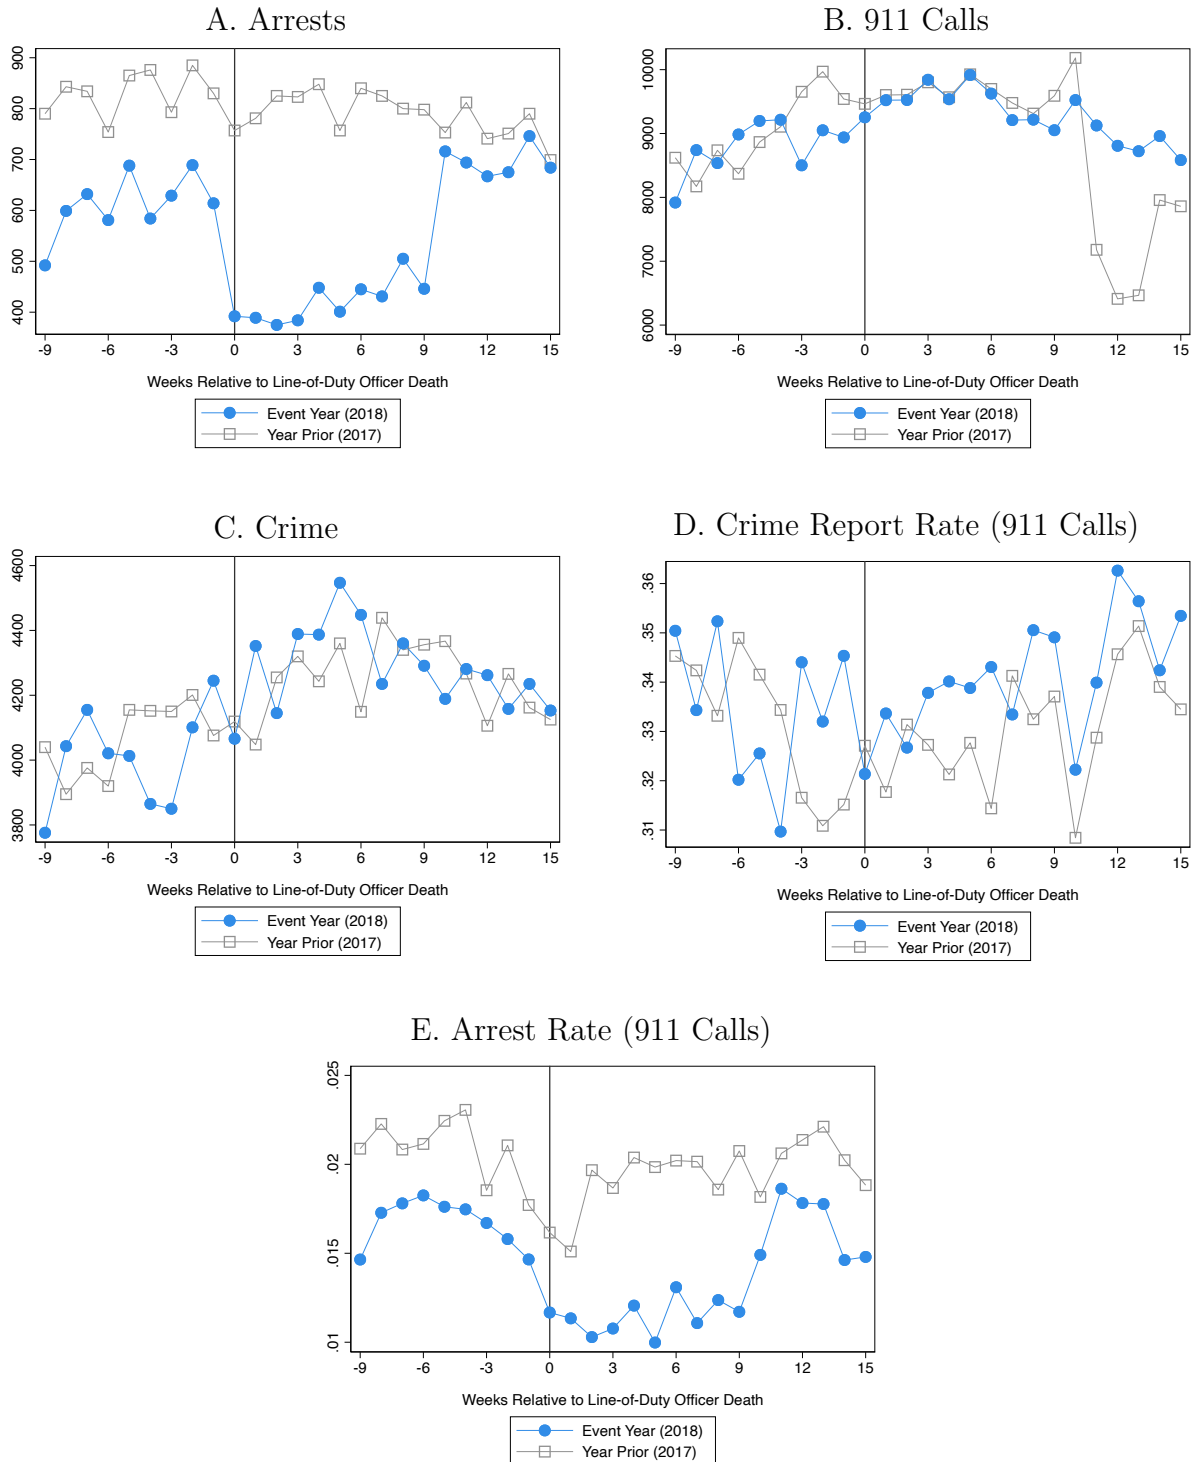 A. Arrests
900
800
700
600
500
400
-9 -6 -3 0 3 6 9 12 15
Weeks Relative to Line-of-Duty Officer Death
Event Year (2018)
Year Prior (2017)
B. 911 Calls
10000
9000
8000
7000
6000
-9 -6 -3 0 3 6 9 12 15
Weeks Relative to Line-of-Duty Officer Death
Event Year (2018)
Year Prior (2017)
C. Crime
4600
4400
4200
4000
3800
-9 -6 -3 0 3 6 9 12 15
Weeks Relative to Line-of-Duty Officer Death
Event Year (2018)
Year Prior (2017)
D. Crime Report Rate (911 Calls)
.36
.35
.34
.33
.32
.31
-9 -6 -3 0 3 6 9 12 15
Weeks Relative to Line-of-Duty Officer Death
Event Year (2018)
Year Prior (2017)
E. Arrest Rate (911 Calls)
.025
.02
.015
.01
-9 -6 -3 0 3 6 9 12 15
Weeks Relative to Line-of-Duty Officer Death
Event Year (2018)
Year Prior (2017)